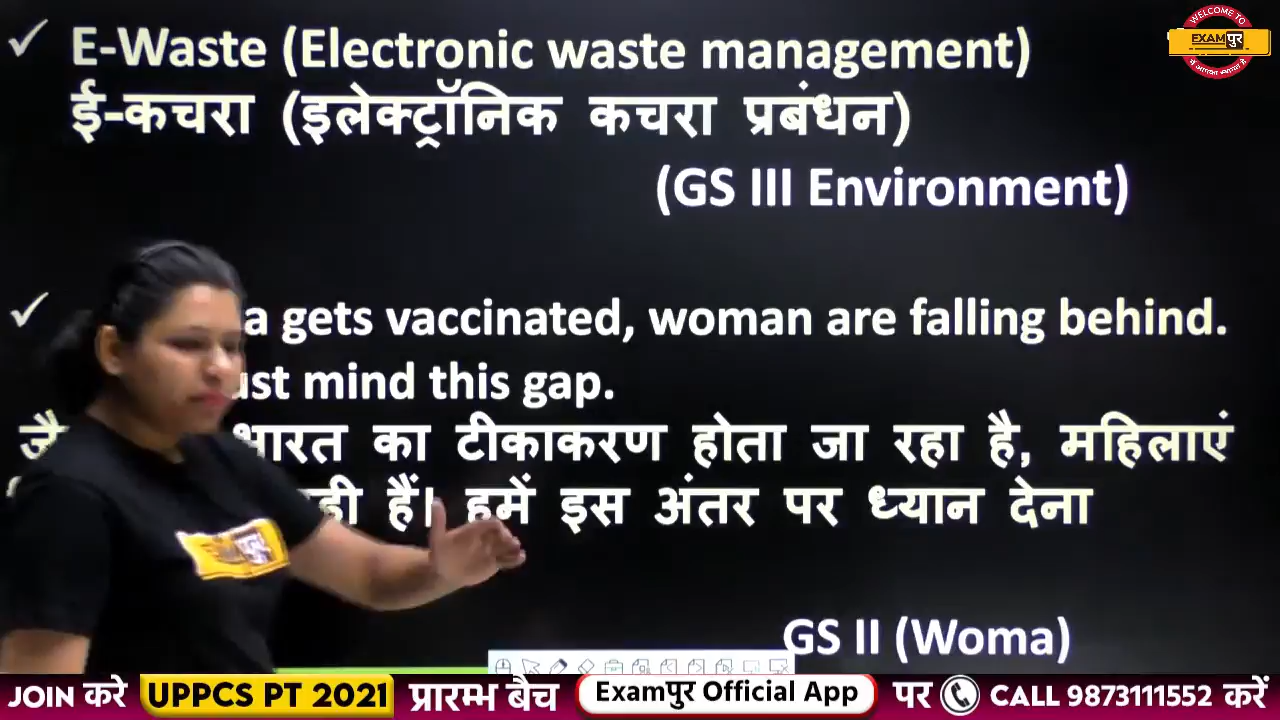 WELCOME TO
EXAMपुर
E-Waste (Electronic waste management)
ई-कचरा (इलेक्ट्रॉनिक कचरा प्रबंधन)
(GS III Environment)
a gets vaccinated, woman are falling behind.
ust mind this gap.
भारत का टीकाकरण होता जा रहा है, महिलाएं
हैं। हमें इस अंतर पर ध्यान देना
GS II (Woma)
JOIN करे UPPCS PT 2021 प्रारम्भ बैच Examपुर Official App पर CALL 9873111552 करें